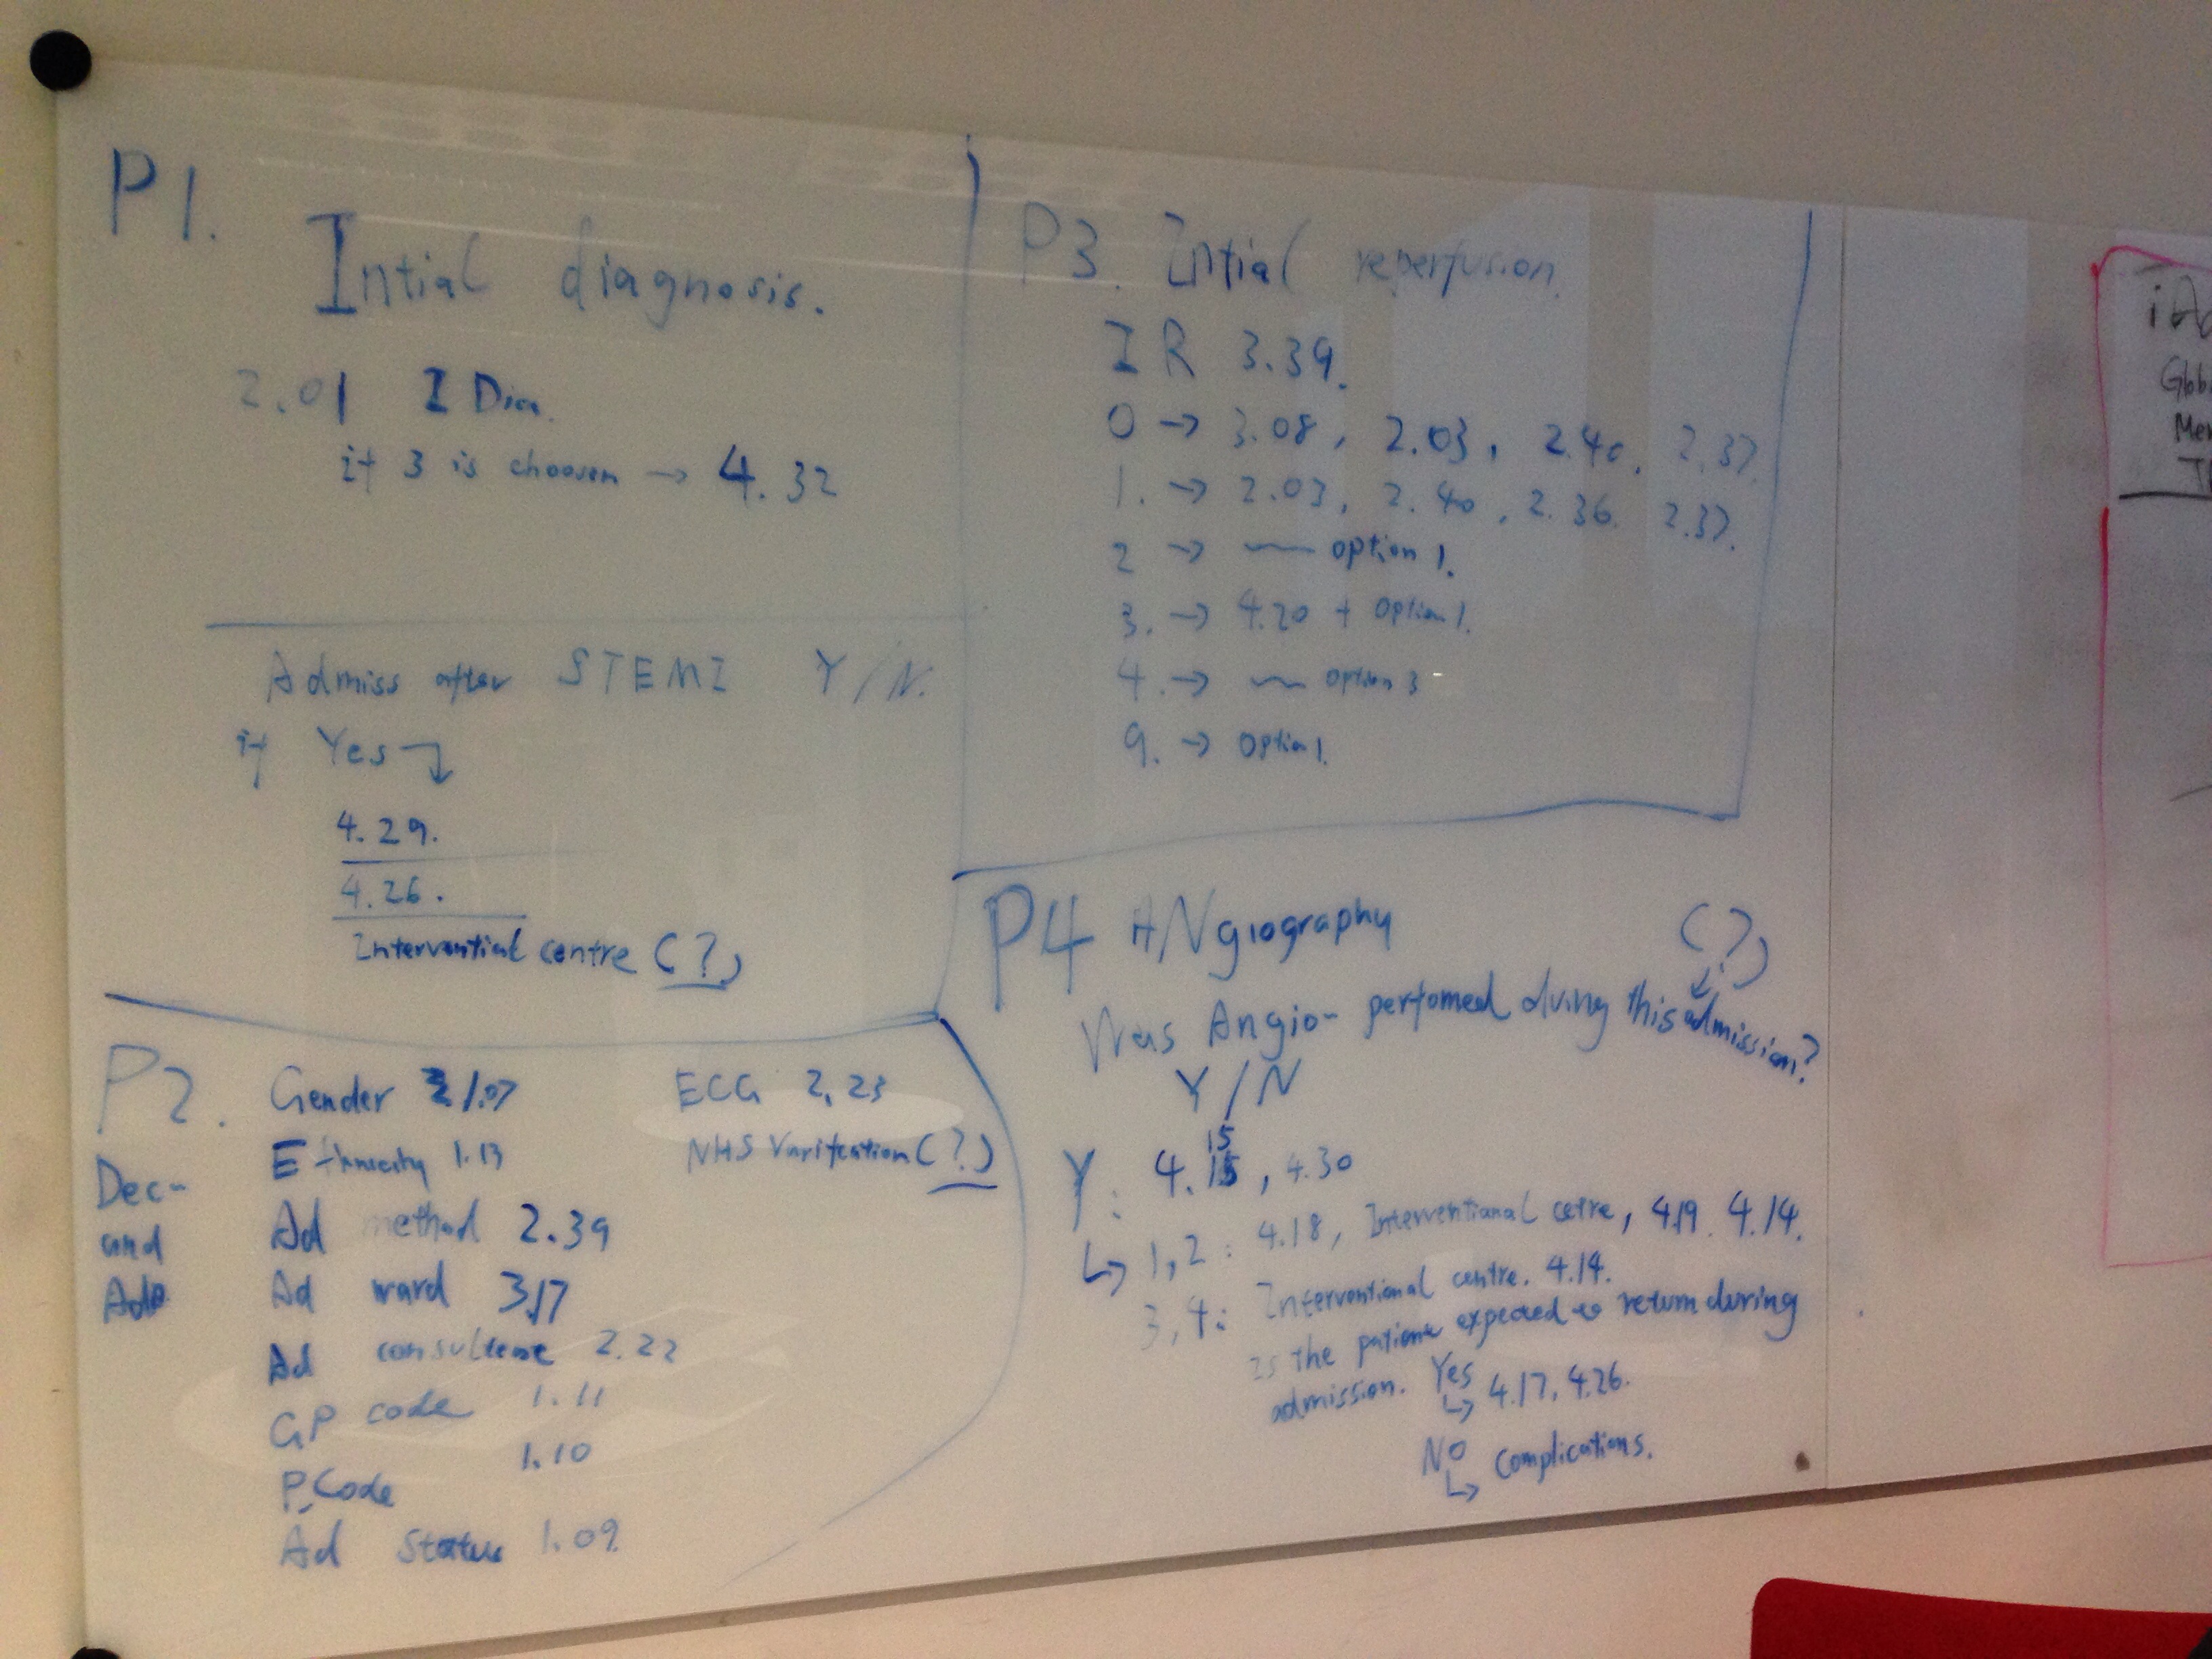 P1.
Intial diagnosis.
2.01 I Dia.
if 3 is choosen → 4.32
Admiss after STEMI Y/N.
if Yes
4.29.
4.26.
centre (?)
P2.
Dec-
and
Gender 1.07
Ethnicity 1.13
Ad method 2.39
Ad ward 3.17
Ad 2.22
GP code 1.11
P.Code 1.10
Ad Status 1.09
ECG 2.23
NHS Varification (?)
P3. Intial reperfusion.
IR 3.39.
0 → 3.08, 2.03, 2.40, 2.37.
1. → 2.03, 2.40, 2.36. 2.37.
2 → option 1.
3. → 4.20 + option 1.
4. → option 3
9. → option 1.
P4 ANgiography
(?)
Was Angio- perfomed during this admission?
Y/N
15
Y: 4.15, 4.30
↳ 1,2: 4.18, Interventianal cetre, 4.19. 4.14.
3,4: Interventional centre. 4.14.
Is the patient expected to return during
admission. Yes
↳ 4.17, 4.26.
NO
↳ complications.
iA
Glob
Me